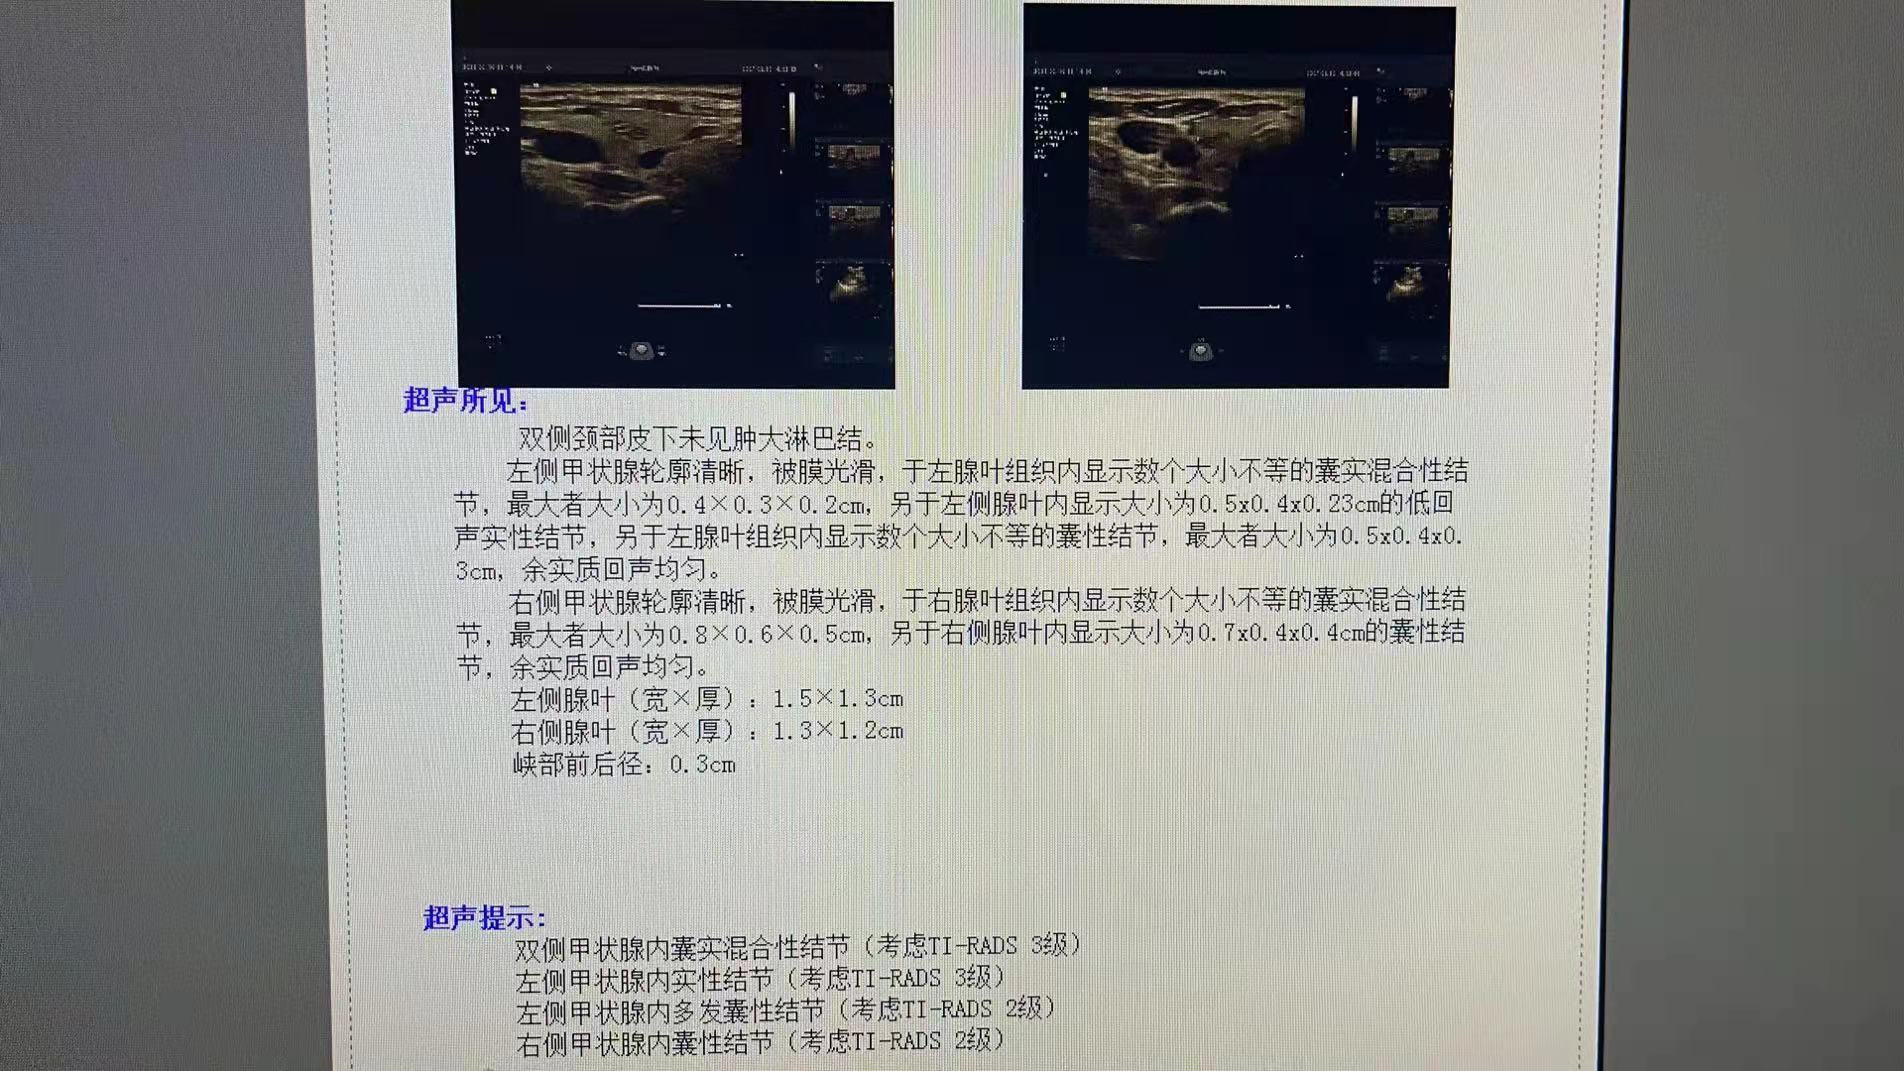 超声所见：
双侧颈部皮下未见肿大淋巴结。
左侧甲状腺轮廓清晰，被膜光滑，于左腺叶组织内显示数个大小不等的囊实混合性结
节，最大者大小为0.4×0.3×0.2cm，另于左侧腺叶内显示大小为0.5x0.4x0.23cm的低回
声实性结节，另于左腺叶组织内显示数个大小不等的囊性结节，最大者大小为0.5x0.4x0.
3cm，余实质回声均匀。
右侧甲状腺轮廓清晰，被膜光滑，于右腺叶组织内显示数个大小不等的囊实混合性结
节，最大者大小为0.8×0.6×0.5cm，另于右侧腺叶内显示大小为0.7x0.4x0.4cm的囊性结
节，余实质回声均匀。
左侧腺叶（宽×厚）：1.5×1.3cm
右侧腺叶（宽×厚）：1.3×1.2cm
峡部前后径：0.3cm
超声提示：
双侧甲状腺内囊实混合性结节（考虑TI-RADS 3级）
左侧甲状腺内实性结节（考虑TI-RADS 3级）
左侧甲状腺内多发囊性结节（考虑TI-RADS 2级）
右侧甲状腺内囊性结节（考虑TI-RADS 2级）